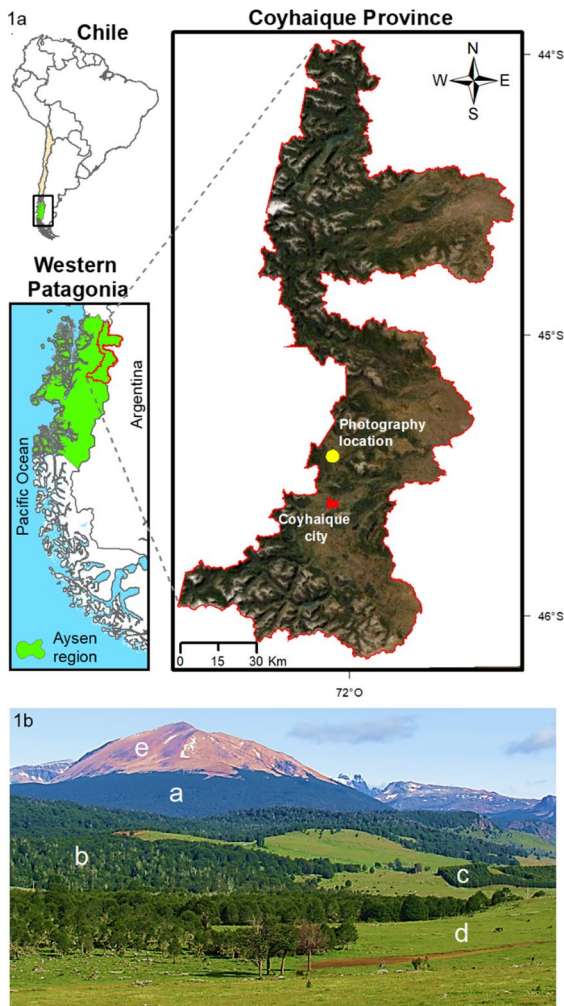 1a
Chile
Western
Patagonia
Pacific Ocean
Argentina
Aysen
region
Coyhaique Province
N
W
E
S
44°S
45°S
46°S
72°O
Photography
location
Coyhaique
city
0 15 30 Km
1b
e
a
b
c
d